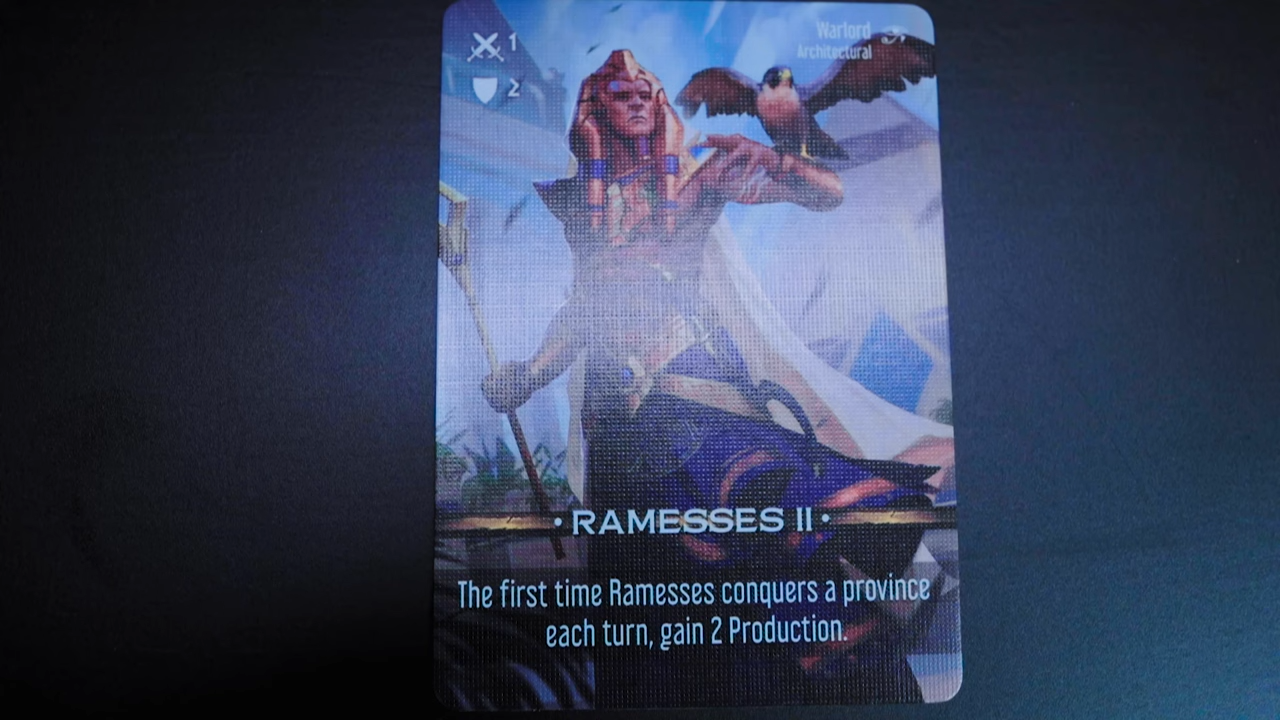 1
2
Warlord
Architectural
• RAMESSES II •
The first time Ramesses conquers a province
each turn, gain 2 Production.